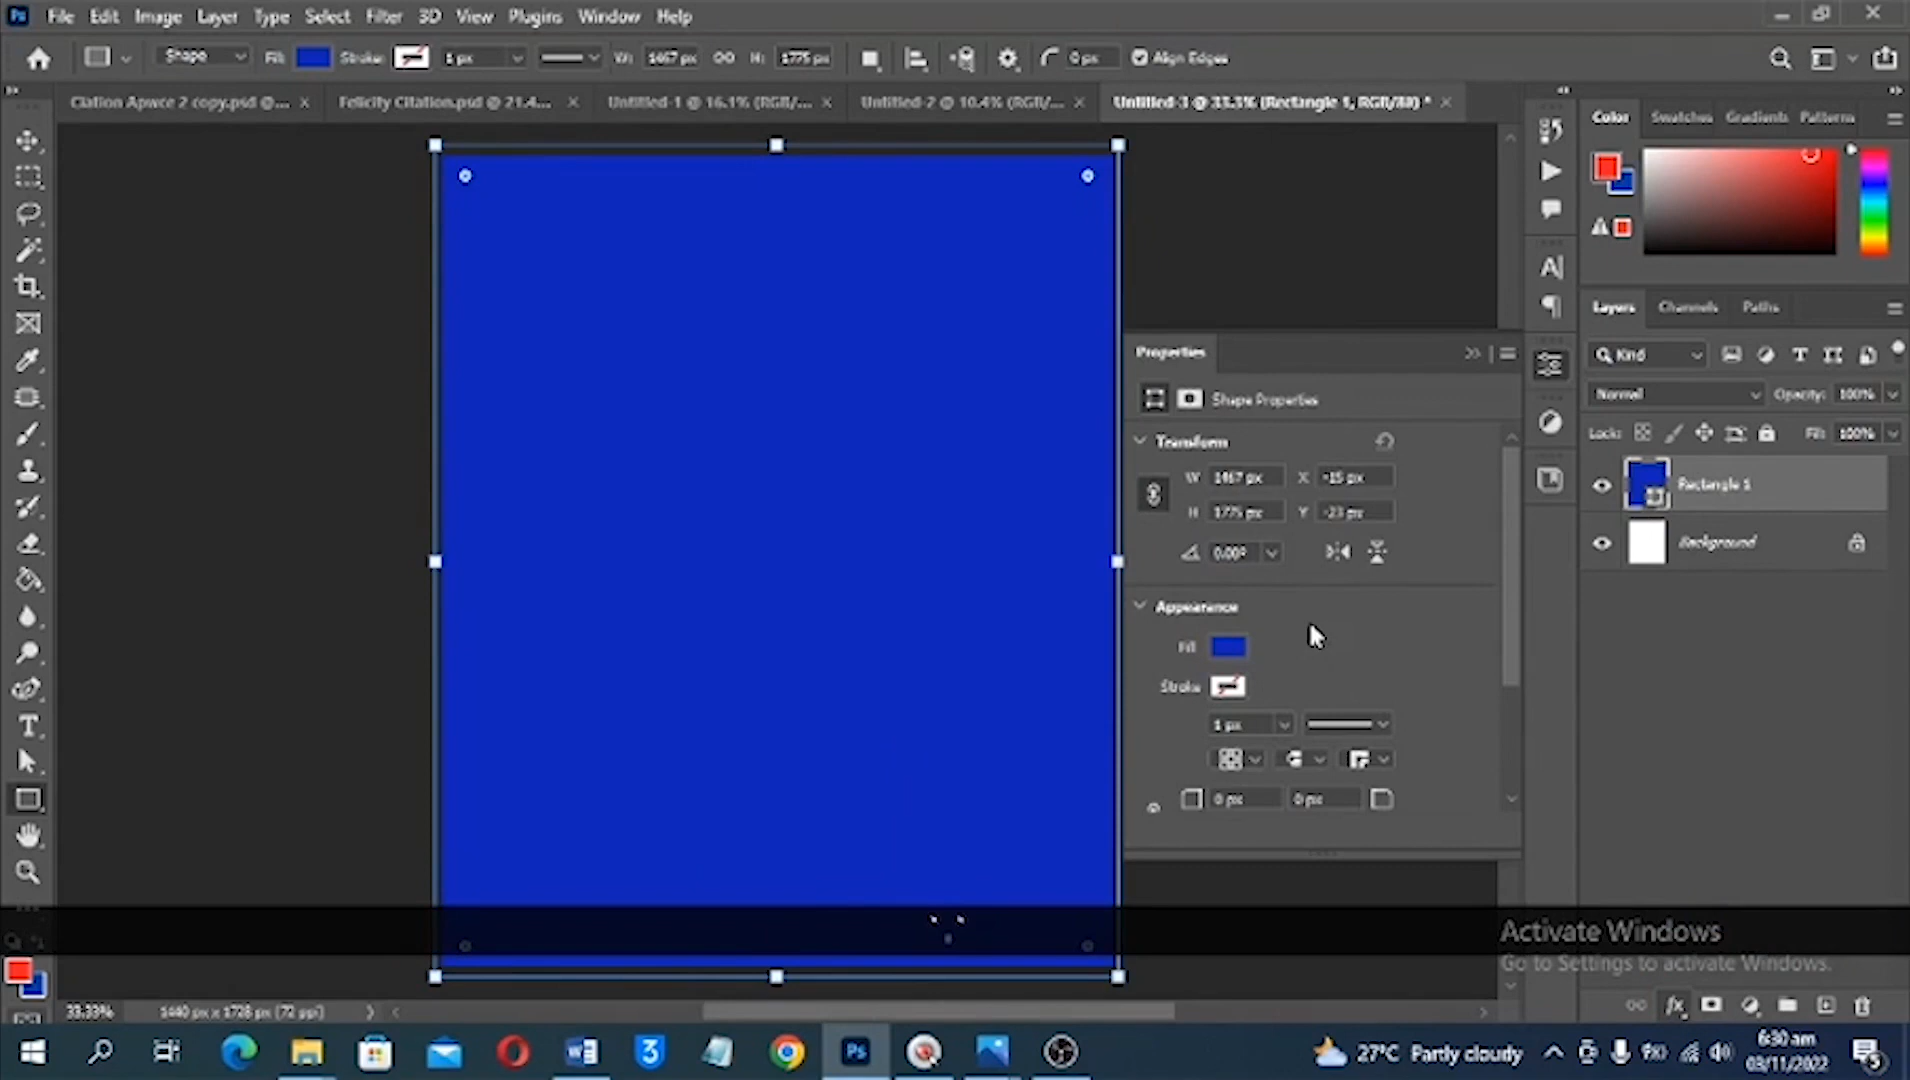 Ps File Edit Image Layer Type Select Filter 3D View Plugins Window Help
Shape Fill: Stroke: 1 px W: 1467 px H: 1775 px 0 px Align Edges
Clation Apwce 2 copy.psd @... × Felicity Citation.psd @ 21.4... × Untitled-1 @ 16.1% (RGB/... × Untitled-2 @ 10.4% (RGB/... × Untitled-3 @ 33.3% (Rectangle 1, RGB/8#) * ×
Color Swatches Gradients Patterns
Layers Channels Paths
Kind
Normal Opacity: 100%
Lock: Fill: 100%
Rectangle 1
Background
Properties
Shape Properties
Transform
W 1467 px X -15 px
H 1775 px Y -23 px
0.00°
Appearance
Fill
Stroke
1 px
0 px 0 px
Activate Windows
Go to Settings to activate Windows.
33.33% 1440 px x 1728 px (72 ppi)
27°C Partly cloudy
6:30 am
03/11/2022
5